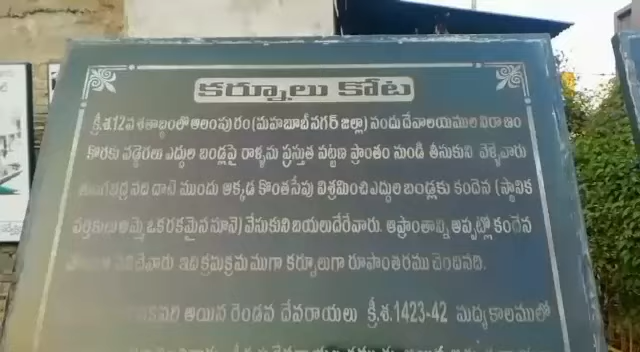 కర్నూలు కోట
క్రీ.శ.12వ శతాబ్దంలో ఆలంపురం(మహబూబ్‌నగర్ జిల్లా) నందు దేవాలయముల నిర్మాణం
కొరకు వడ్డెరలు ఎద్దుల బండ్లపై రాళ్ళను ప్రస్తుత పట్టణ ప్రాంతం నుండి తీసుకుని వెళ్ళేవారు
తుంగభద్ర నది దాటే ముందు అక్కడ కొంతసేపు విశ్రమించి ఎద్దుల బండ్లకు కందెన (స్థానిక
వర్తకులు అమ్మే ఒకరకమైన నూనె) వేసుకుని బయలుదేరేవారు. ఆప్రాంతాన్ని అప్పట్లో కందెన
పిలిచేవారు ఇది క్రమక్రమముగా కర్నూలుగా రూపాంతరము చెందినది.
అయిన రెండవ దేవరాయలు క్రీ.శ.1423-42 మధ్యకాలములో